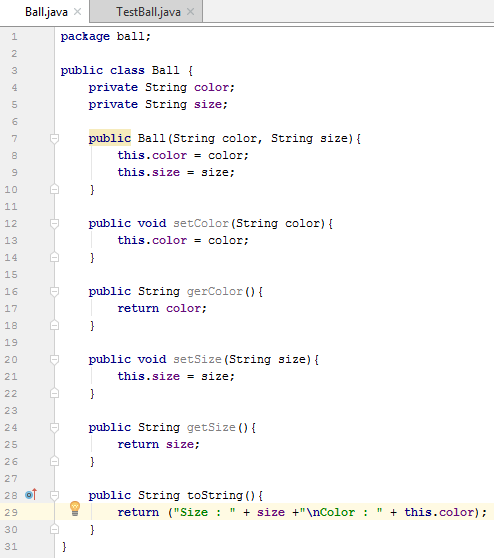 Ball.java × TestBall.java ×
1 package ball;
2
3 public class Ball {
4     private String color;
5     private String size;
6
7     public Ball(String color, String size){
8         this.color = color;
9         this.size = size;
10     }
11
12     public void setColor(String color){
13         this.color = color;
14     }
15
16     public String gerColor(){
17         return color;
18     }
19
20     public void setSize(String size){
21         this.size = size;
22     }
23
24     public String getSize(){
25         return size;
26     }
27
28     public String toString(){
29         return ("Size : " + size +"\nColor : " + this.color);
30     }
31 }